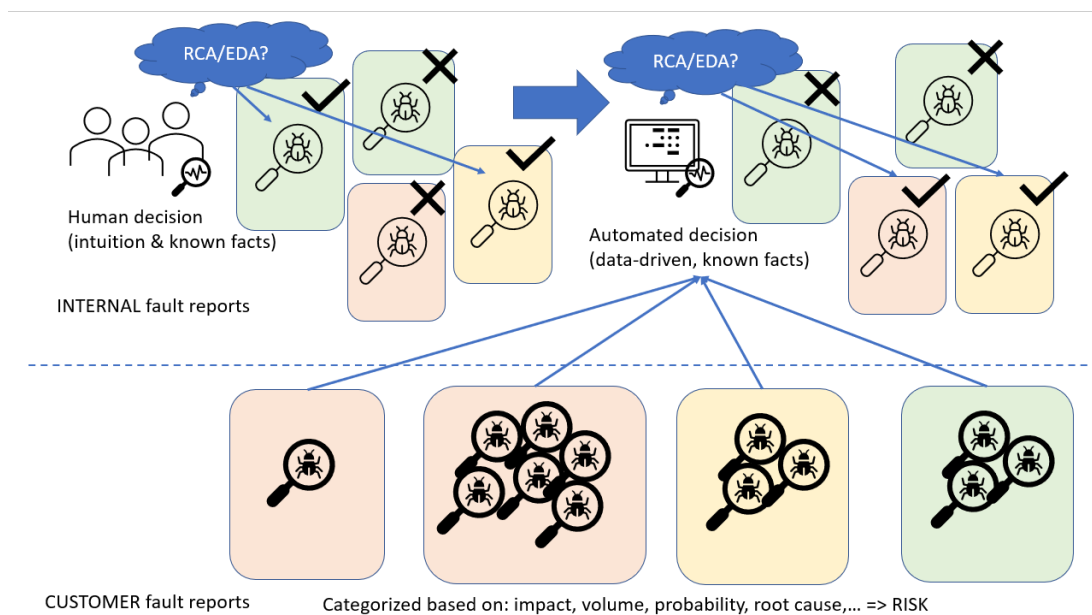 RCA/EDA?
RCA/EDA?
Human decision
(intuition & known facts)
Automated decision
(data-driven, known facts)
INTERNAL fault reports
CUSTOMER fault reports
Categorized based on: impact, volume, probability, root cause,... => RISK